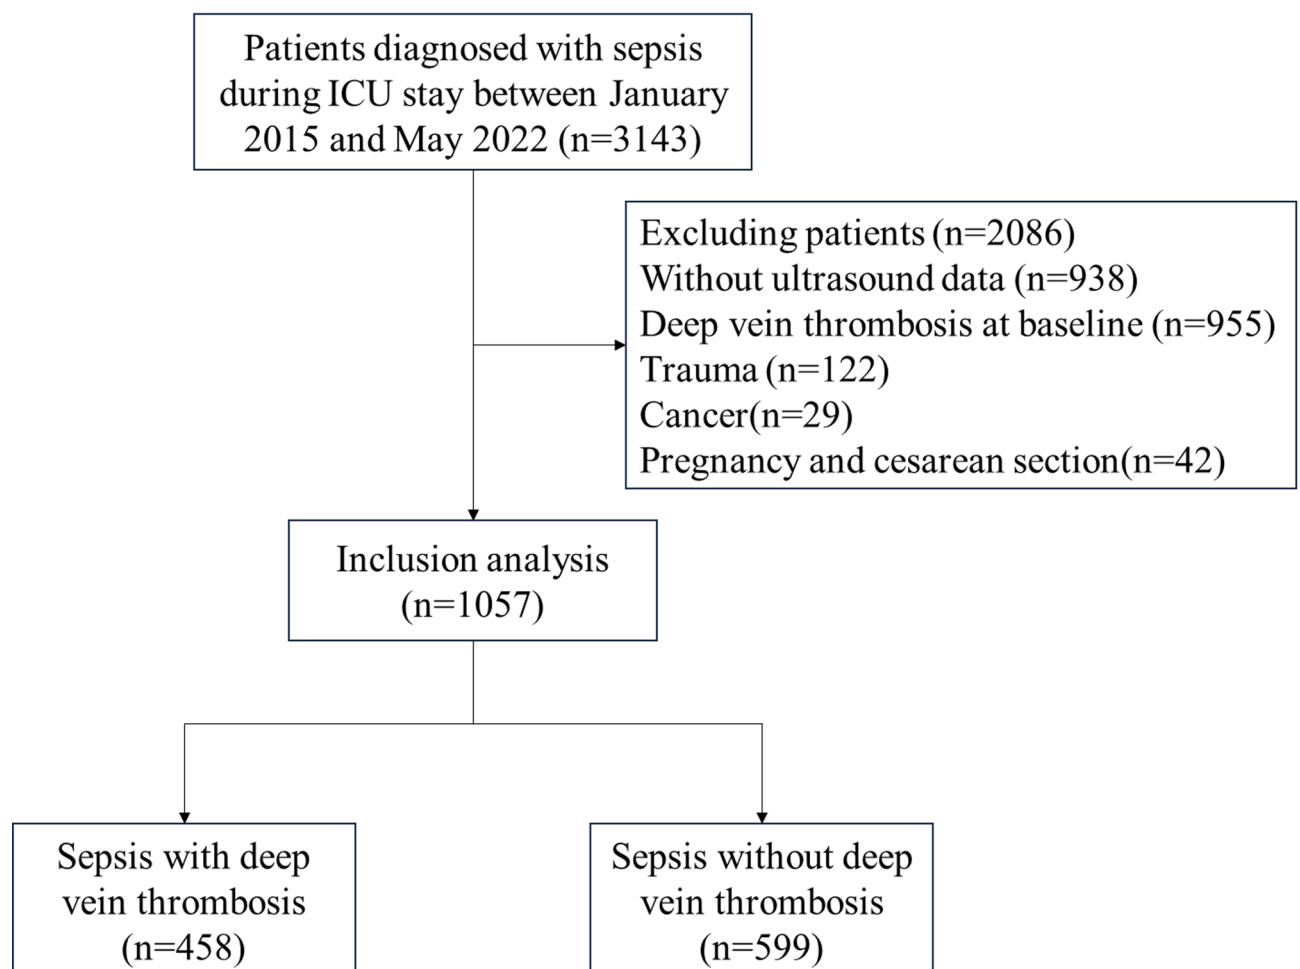 Patients diagnosed with sepsis
during ICU stay between January
2015 and May 2022 (n=3143)
Excluding patients (n=2086)
Without ultrasound data (n=938)
Deep vein thrombosis at baseline (n=955)
Trauma (n=122)
Cancer(n=29)
Pregnancy and cesarean section(n=42)
Inclusion analysis
(n=1057)
Sepsis with deep
vein thrombosis
(n=458)
Sepsis without deep
vein thrombosis
(n=599)